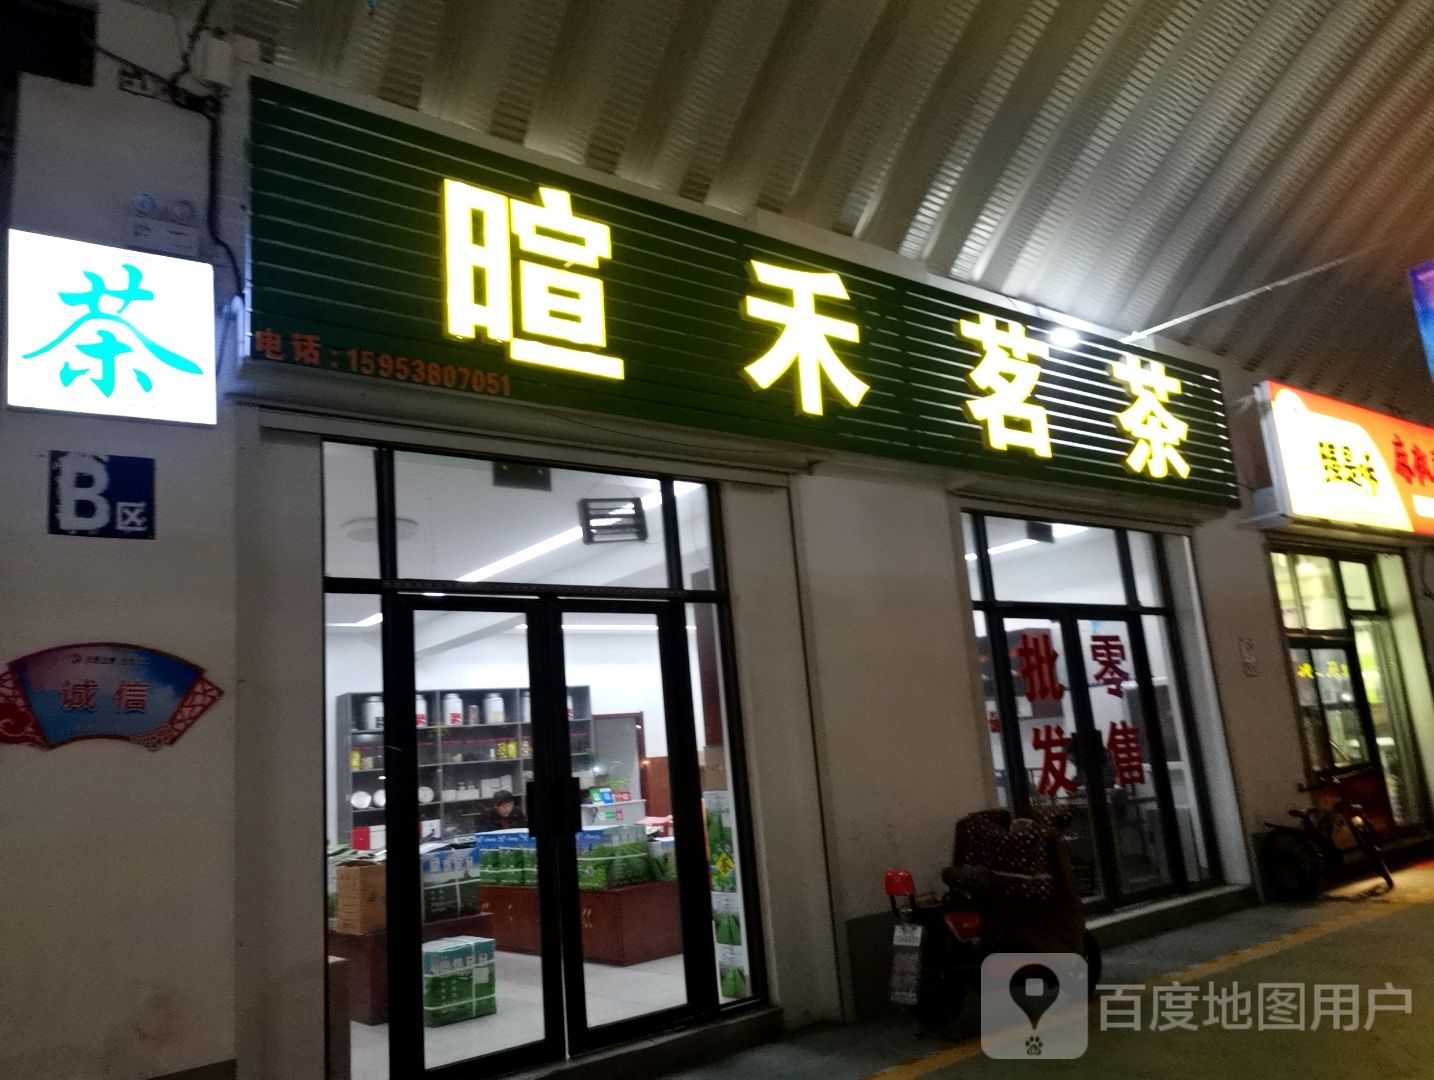 暄禾茗茶
电话：15953807051
茶
B区
诚信
批零
发售
百度地图用户